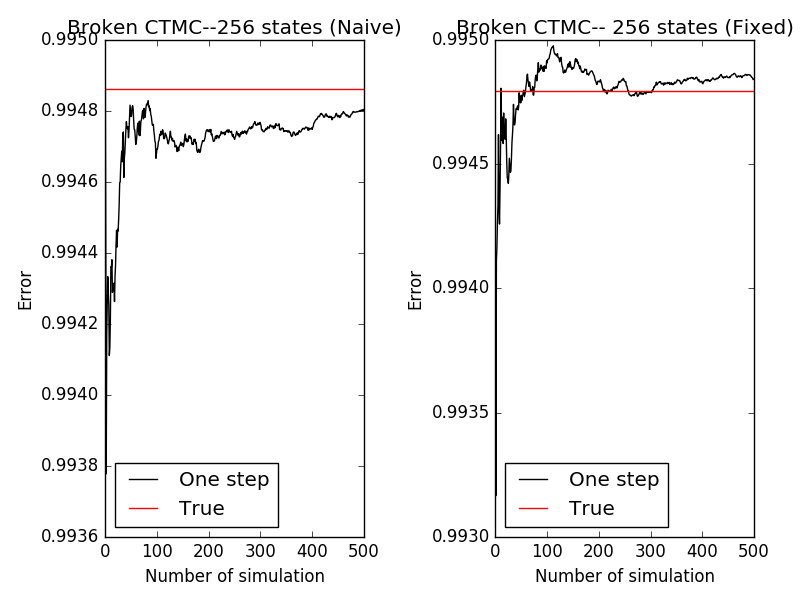 Broken CTMC--256 states (Naive)
0.9950
0.9948
0.9946
0.9944
0.9942
0.9940
0.9938
0.9936
Error
One step
True
0 100 200 300 400 500
Number of simulation
Broken CTMC-- 256 states (Fixed)
0.9950
0.9945
0.9940
0.9935
0.9930
Error
One step
True
0 100 200 300 400 500
Number of simulation